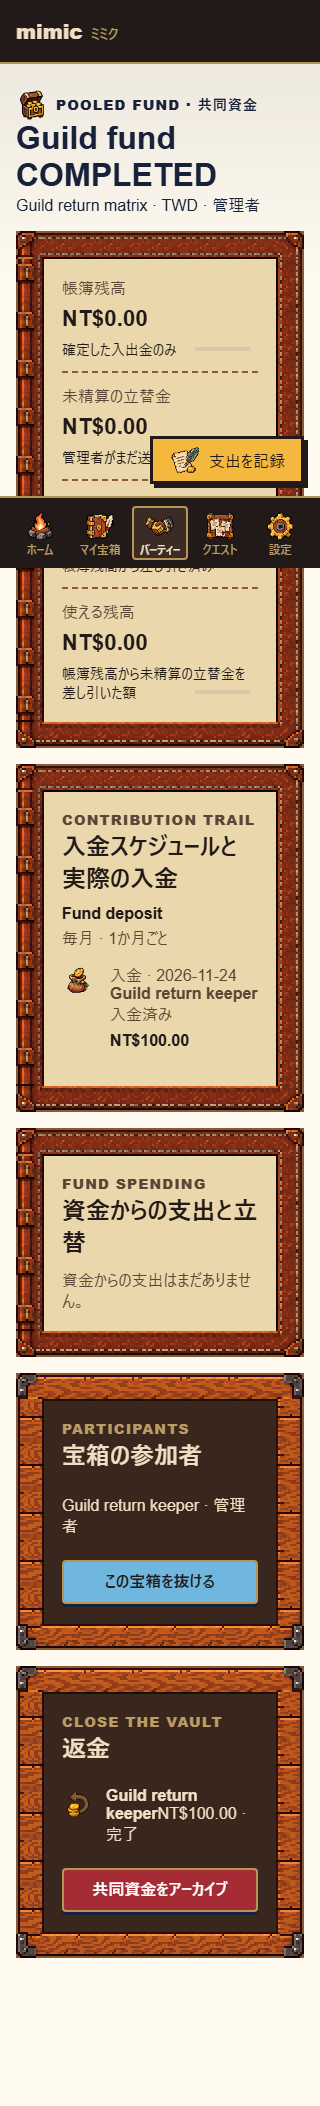 mimic ミミク
POOLED FUND · 共同資金
Guild fund
COMPLETED
Guild return matrix · TWD · 管理者
帳簿残高
NT$0.00
確定した入出金のみ
未精算の立替金
NT$0.00
管理者がまだ送
支出を記録
ホーム
マイ宝箱
パーティー
クエスト
設定
使える残高
NT$0.00
帳簿残高から未精算の立替金を
差し引いた額
CONTRIBUTION TRAIL
入金スケジュールと
実際の入金
Fund deposit
毎月 · 1か月ごと
入金 · 2026-11-24
Guild return keeper
入金済み
NT$100.00
FUND SPENDING
資金からの支出と立
替
資金からの支出はまだありませ
ん。
PARTICIPANTS
宝箱の参加者
Guild return keeper · 管理
者
この宝箱を抜ける
CLOSE THE VAULT
返金
Guild return
keeperNT$100.00 ·
完了
共同資金をアーカイブ